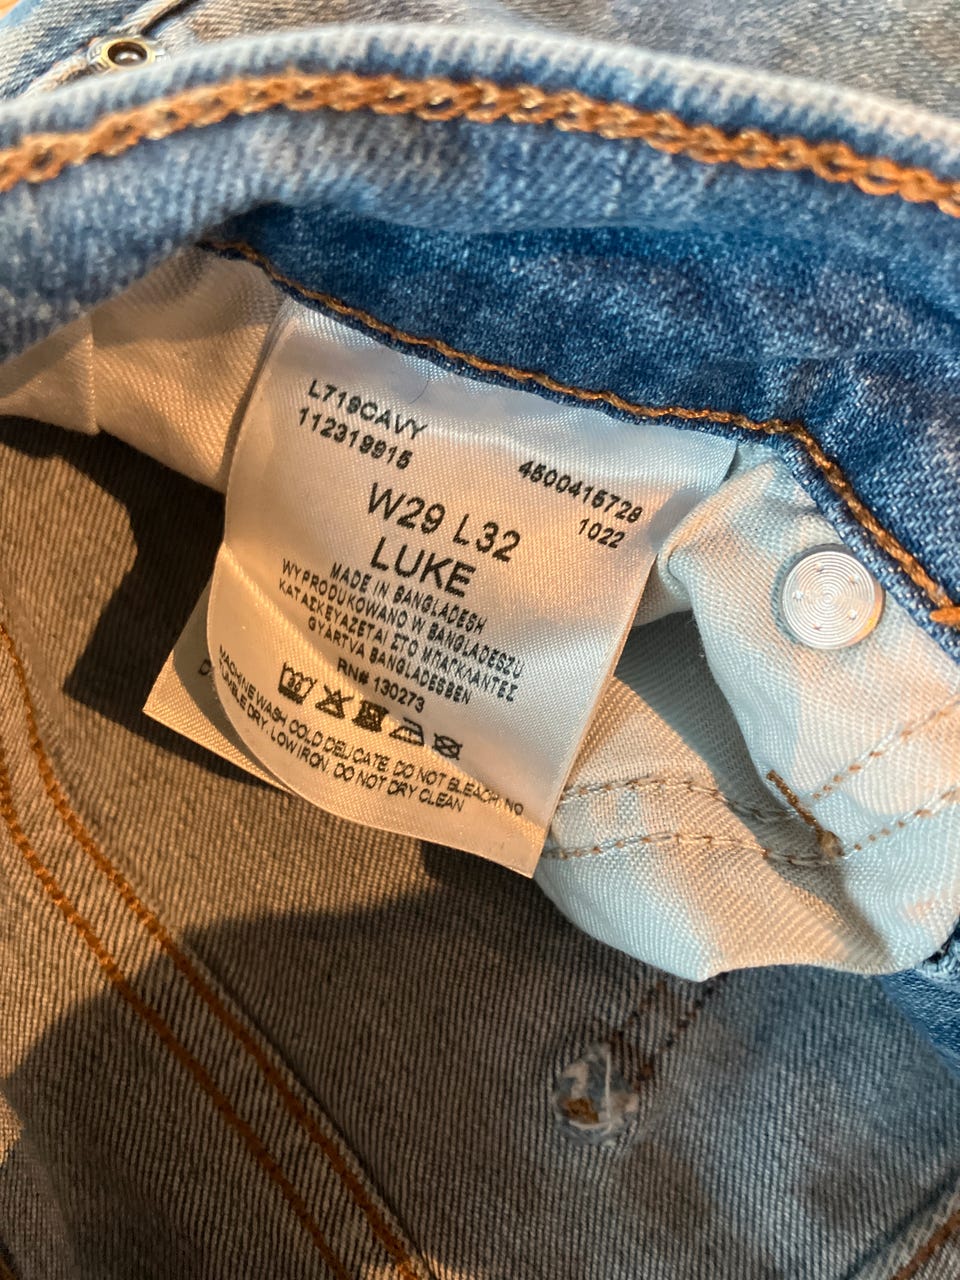 L719CAVY
112319915
4500415728
1022
W29 L32
LUKE
MADE IN BANGLADESH
WYPRODUKOWANO W BANGLADESZU
ΚΑΤΑΣΚΕΥΑΖΕΤΑΙ ΣΤΟ ΜΠΑΓΚΛΑΝΤΕΣ
GYÁRTVA BANGLADESBEN
RN# 130273
MACHINE WASH COLD DELICATE. DO NOT BLEACH. NO
TUMBLE DRY. LOW IRON. DO NOT DRY CLEAN